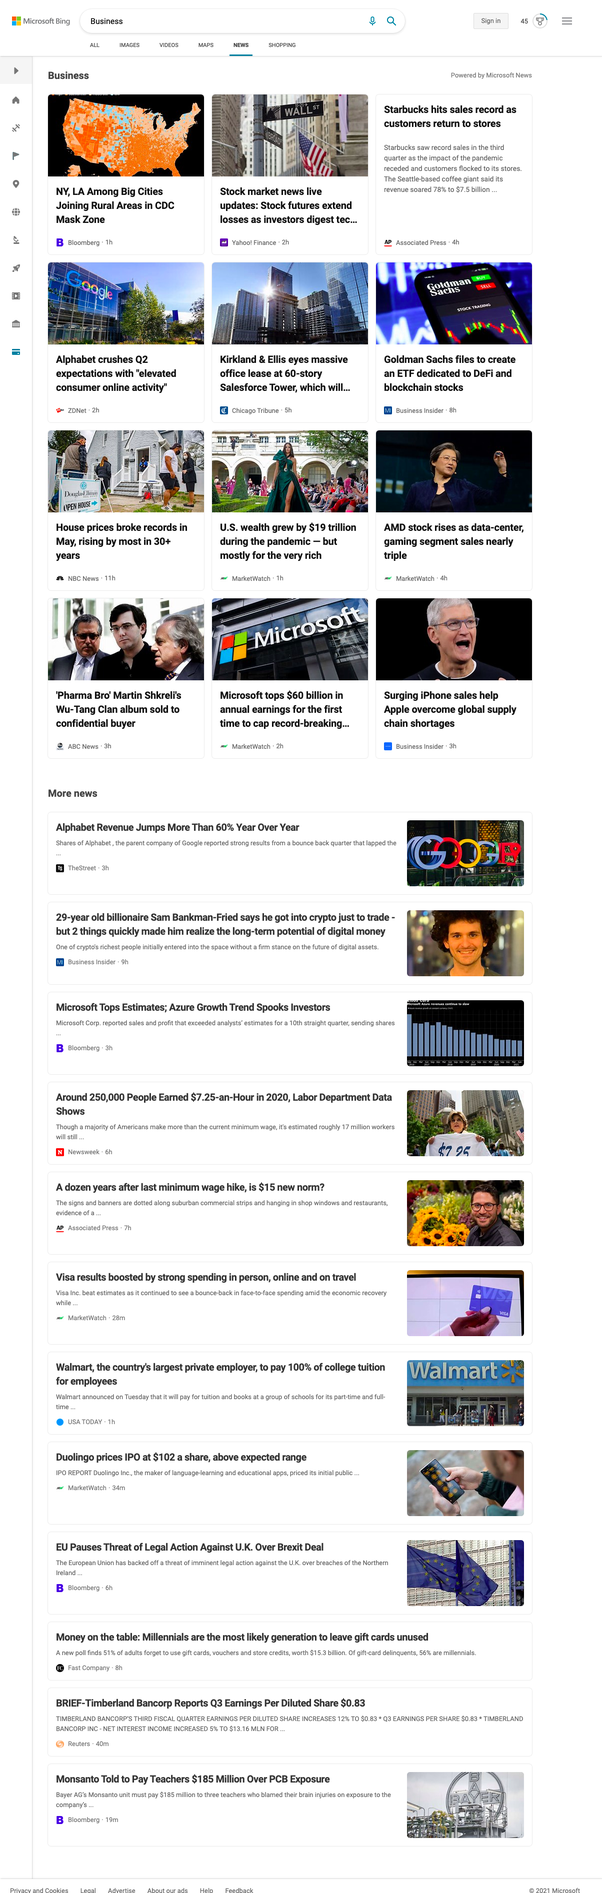 Microsoft Bing
Business
Sign in
45
ALL IMAGES VIDEOS MAPS NEWS SHOPPING
Business
Powered by Microsoft News
WALL ST
NY, LA Among Big Cities
Joining Rural Areas in CDC
Mask Zone
Bloomberg · 1h
Stock market news live
updates: Stock futures extend
losses as investors digest tec...
Yahoo! Finance · 2h
Starbucks hits sales record as
customers return to stores
Starbucks saw record sales in the third
quarter as the impact of the pandemic
receded and customers flocked to its stores.
The Seattle-based coffee giant said its
revenue soared 78% to $7.5 billion ...
AP Associated Press · 4h
Google
Alphabet crushes Q2
expectations with "elevated
consumer online activity"
ZDNet · 2h
Kirkland & Ellis eyes massive
office lease at 60-story
Salesforce Tower, which will...
Chicago Tribune · 5h
Goldman
Sachs
BUY
SELL
STOCK TRADING
Goldman Sachs files to create
an ETF dedicated to DeFi and
blockchain stocks
Business Insider · 8h
Douglas Elliman
OPEN HOUSE
House prices broke records in
May, rising by most in 30+
years
NBC News · 11h
U.S. wealth grew by $19 trillion
during the pandemic — but
mostly for the very rich
MarketWatch · 1h
AMD stock rises as data-center,
gaming segment sales nearly
triple
MarketWatch · 4h
'Pharma Bro' Martin Shkreli's
Wu-Tang Clan album sold to
confidential buyer
ABC News · 3h
Microsoft
Microsoft tops $60 billion in
annual earnings for the first
time to cap record-breaking...
MarketWatch · 2h
Surging iPhone sales help
Apple overcome global supply
chain shortages
Business Insider · 3h
More news
Alphabet Revenue Jumps More Than 60% Year Over Year
Shares of Alphabet , the parent company of Google reported strong results from a bounce back quarter that lapped the
...
TheStreet · 3h
Google
29-year old billionaire Sam Bankman-Fried says he got into crypto just to trade -
but 2 things quickly made him realize the long-term potential of digital money
One of crypto's richest people initially entered into the space without a firm stance on the future of digital assets.
Business Insider · 9h
Microsoft Tops Estimates; Azure Growth Trend Spooks Investors
Microsoft Corp. reported sales and profit that exceeded analysts' estimates for a 10th straight quarter, sending shares
...
Bloomberg · 3h
Around 250,000 People Earned $7.25-an-Hour in 2020, Labor Department Data
Shows
Though a majority of Americans make more than the current minimum wage, it's estimated roughly 17 million workers
will still ...
Newsweek · 6h
$7.25
A dozen years after last minimum wage hike, is $15 new norm?
The signs and banners are dotted along suburban commercial strips and hanging in shop windows and restaurants,
evidence of a ...
AP Associated Press · 7h
Visa results boosted by strong spending in person, online and on travel
Visa Inc. beat estimates as it continued to see a bounce-back in face-to-face spending amid the economic recovery
while ...
MarketWatch · 28m
VISA
Walmart, the country's largest private employer, to pay 100% of college tuition
for employees
Walmart announced on Tuesday that it will pay for tuition and books at a group of schools for its part-time and full-
time ...
USA TODAY · 1h
Walmart
Duolingo prices IPO at $102 a share, above expected range
IPO REPORT Duolingo Inc., the maker of language-learning and educational apps, priced its initial public ...
MarketWatch · 34m
EU Pauses Threat of Legal Action Against U.K. Over Brexit Deal
The European Union has backed off a threat of imminent legal action against the U.K. over breaches of the Northern
Ireland ...
Bloomberg · 6h
Money on the table: Millennials are the most likely generation to leave gift cards unused
A new poll finds 51% of adults forget to use gift cards, vouchers and store credits, worth $15.3 billion. Of gift-card delinquents, 56% are millennials.
Fast Company · 8h
BRIEF-Timberland Bancorp Reports Q3 Earnings Per Diluted Share $0.83
TIMBERLAND BANCORP'S THIRD FISCAL QUARTER EARNINGS PER DILUTED SHARE INCREASES 12% TO $0.83 * Q3 EARNINGS PER SHARE $0.83 * TIMBERLAND
BANCORP INC - NET INTEREST INCOME INCREASED 5% TO $13.16 MLN FOR ...
Reuters · 40m
Monsanto Told to Pay Teachers $185 Million Over PCB Exposure
Bayer AG's Monsanto unit must pay $185 million to three teachers who blamed their brain injuries on exposure to the
company's ...
Bloomberg · 19m
BAYER
Privacy and Cookies Legal Advertise About our ads Help Feedback
© 2021 Microsoft